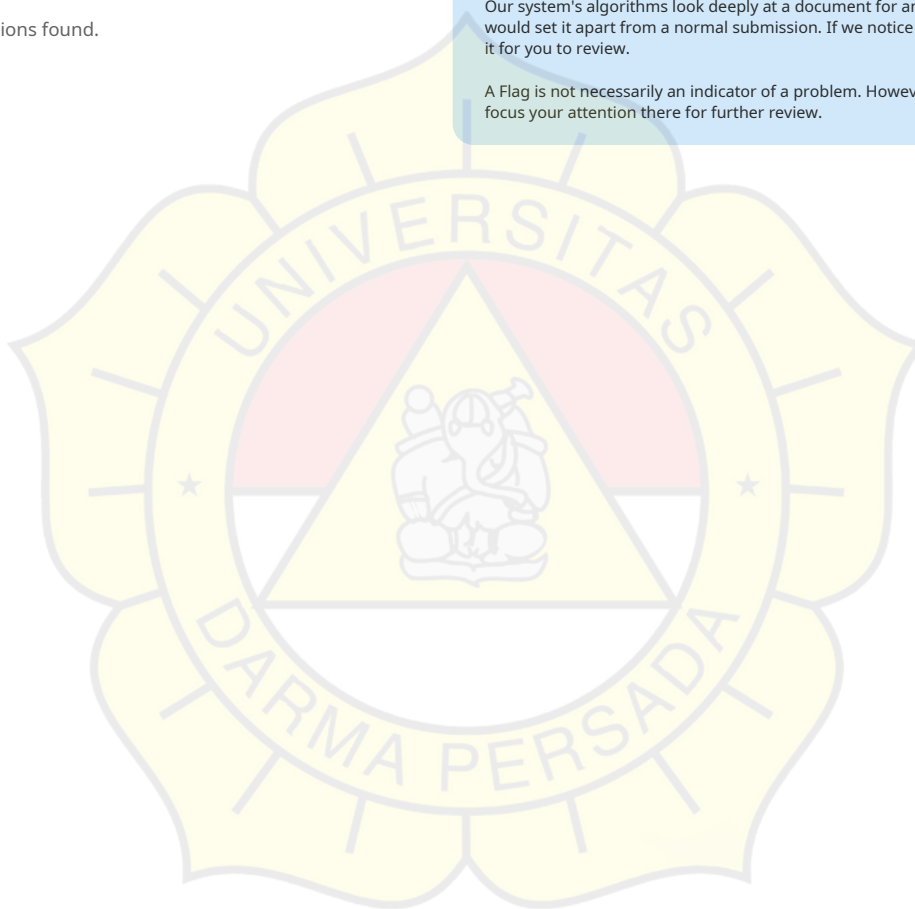 ions found.
Our system's algorithms look deeply at a document for
would set it apart from a normal submission. If we notice
it for you to review.
A Flag is not necessarily an indicator of a problem.
focus your attention there for further review.
UNIVERSITAS
DARMA PERSADA